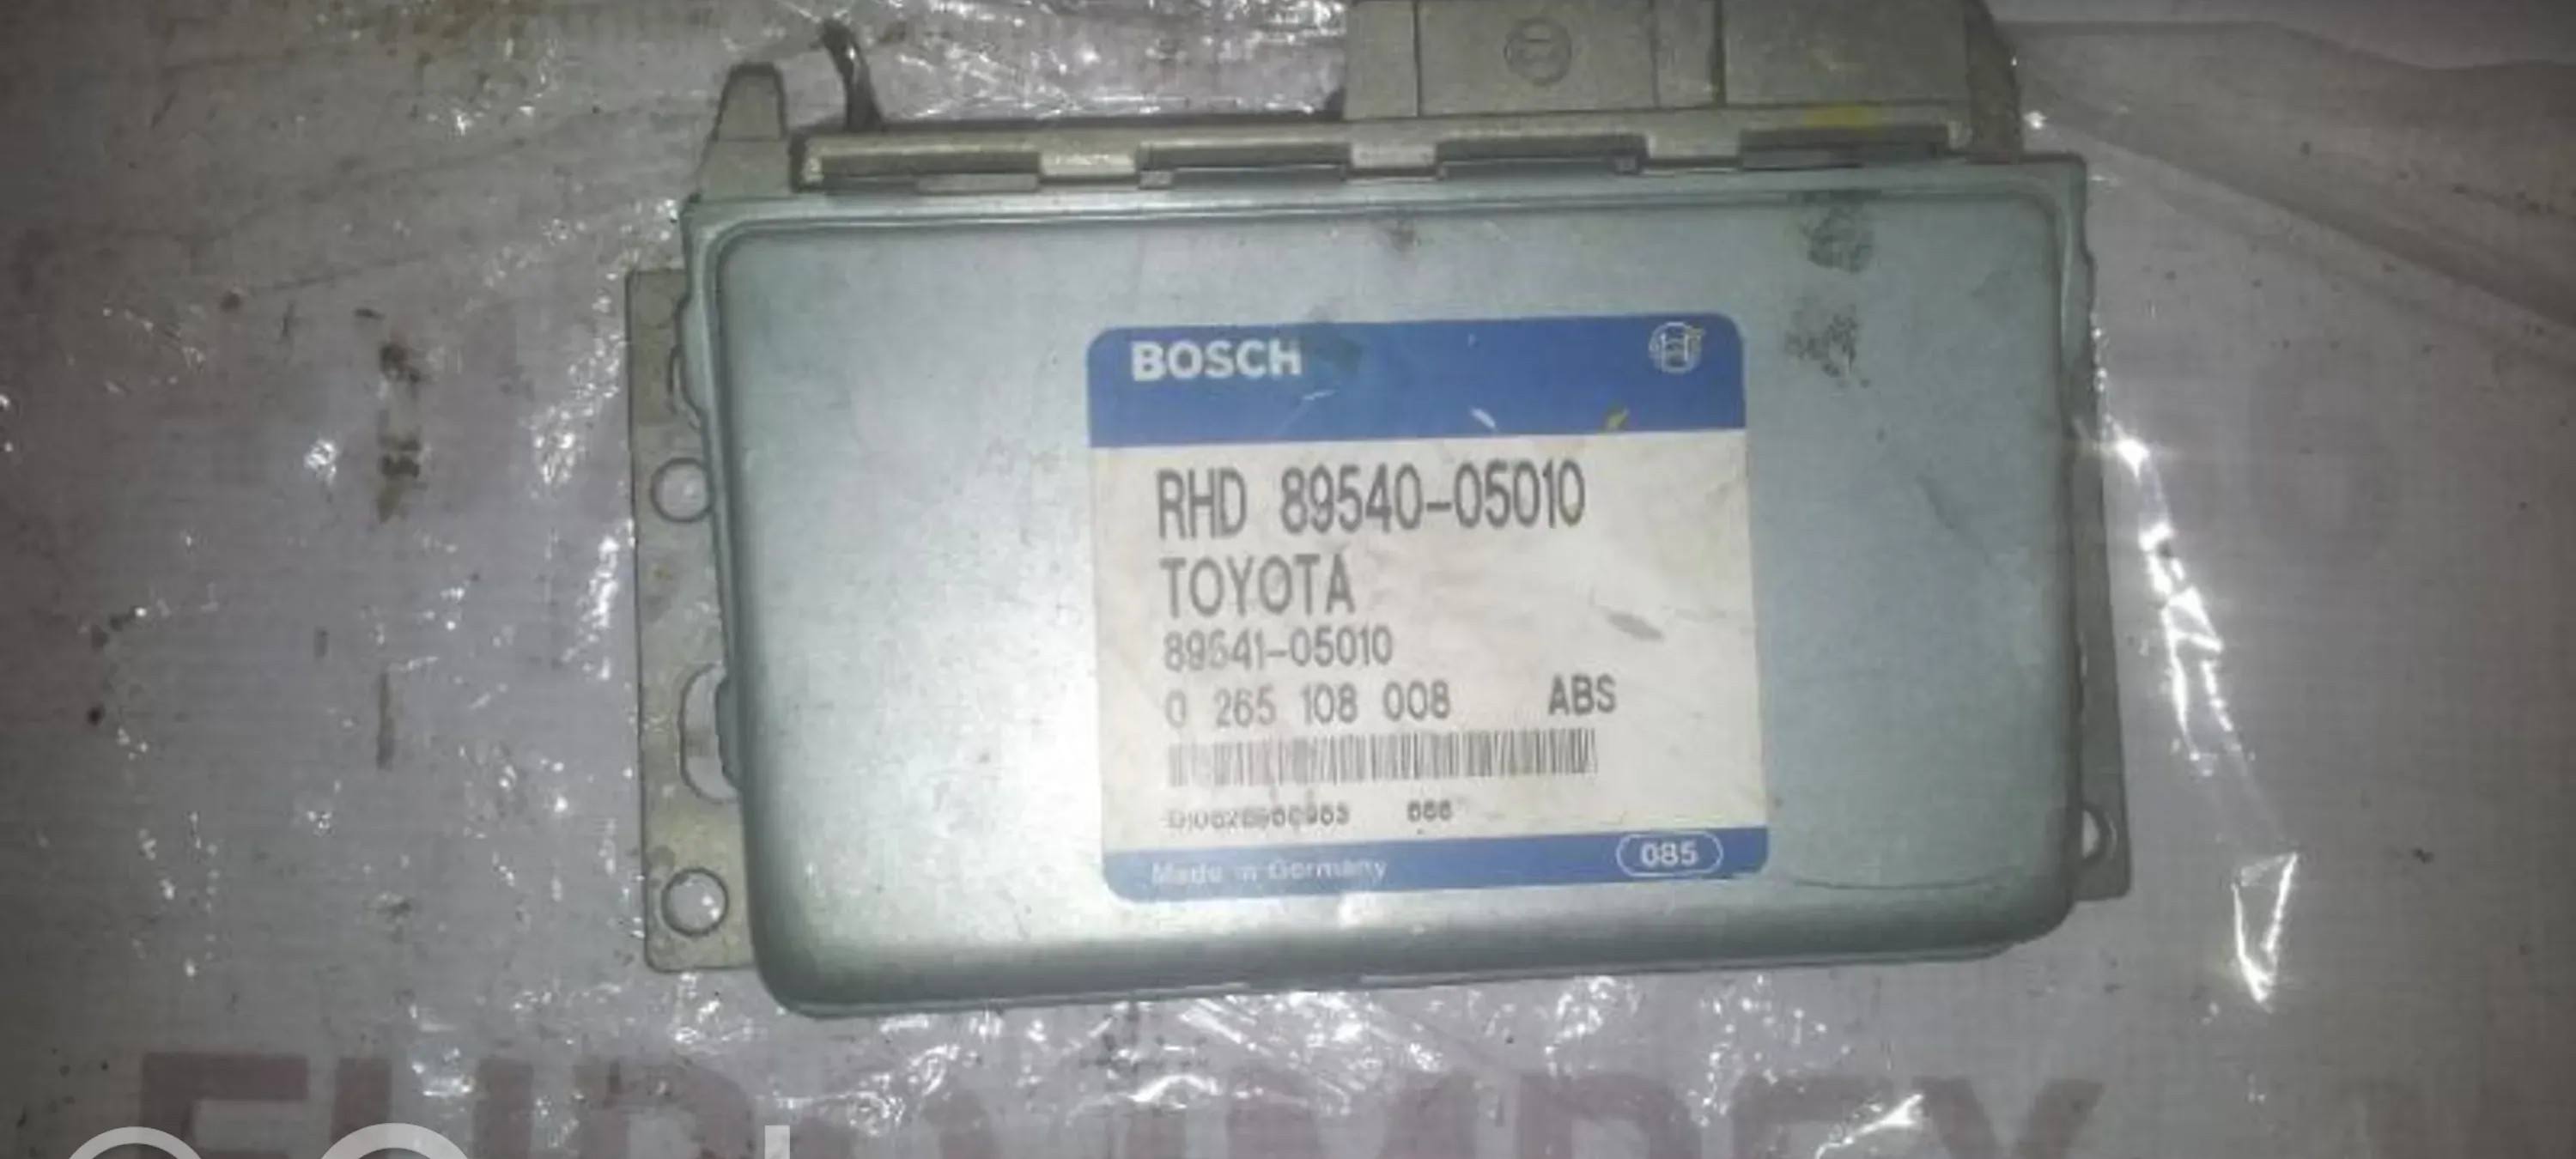 BOSCH
RHD 89540-05010
TOYOTA
89541-05010
0 265 108 008 ABS
Made in Germany
085